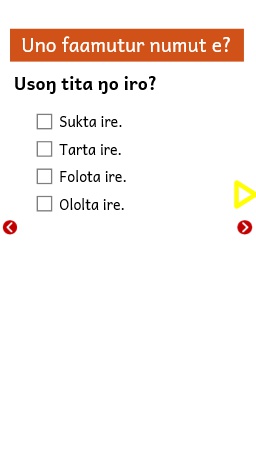 Uno faamutur numut e?
Usoŋ tita ŋo iro?
Sukta ire.
Tarta ire.
Folota ire.
Ololta ire.